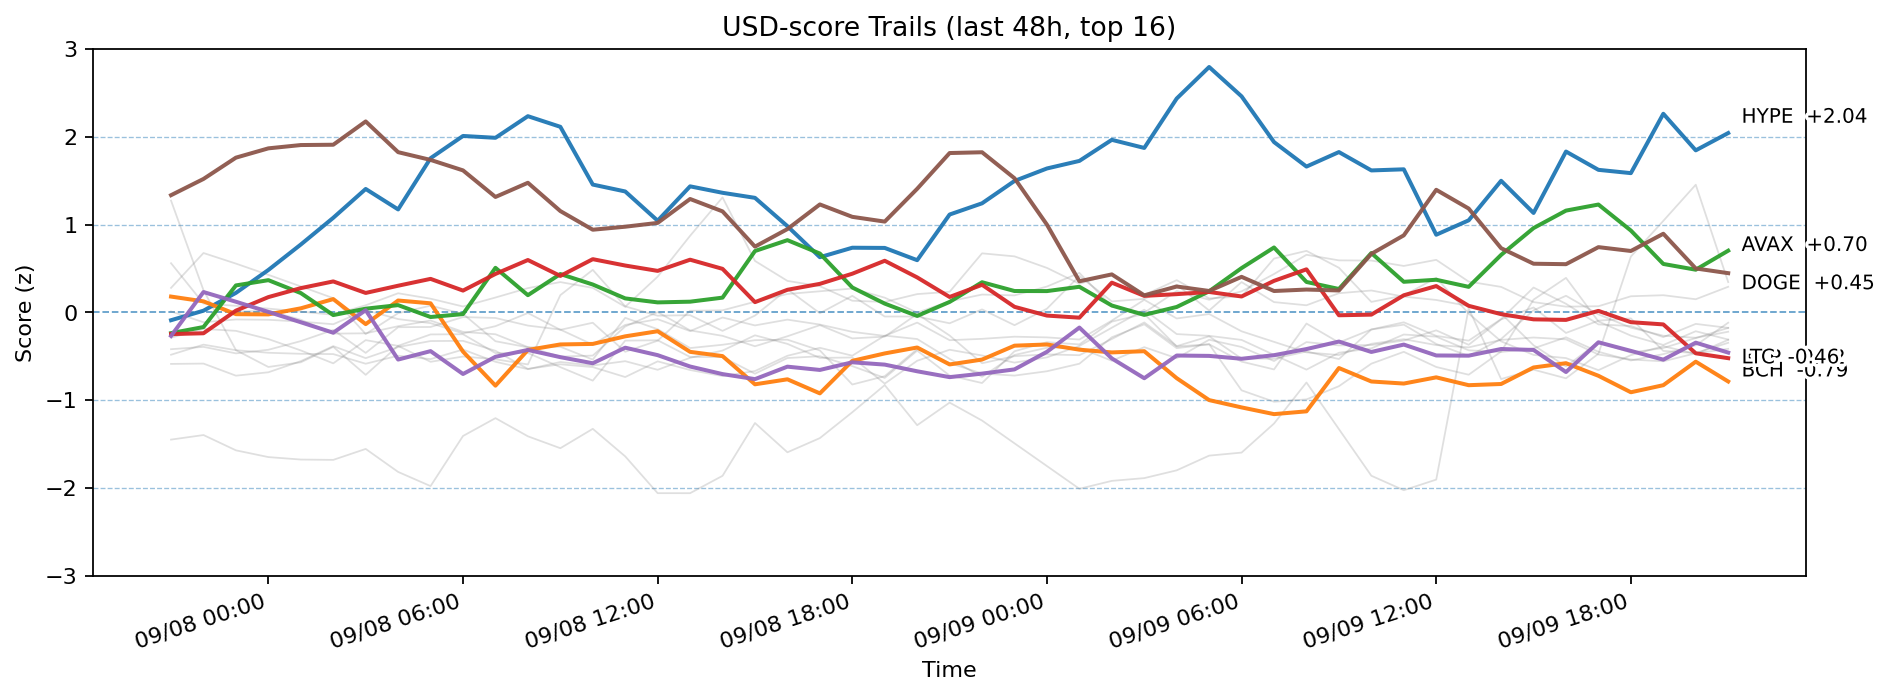 USD-score Trails (last 48h, top 16)
3
2
1
0
−1
−2
−3
Score (z)
HYPE +2.04
AVAX +0.70
DOGE +0.45
LTC -0.46
BCH -0.79
09/08 00:00
09/08 06:00
09/08 12:00
09/08 18:00
09/09 00:00
09/09 06:00
09/09 12:00
09/09 18:00
Time